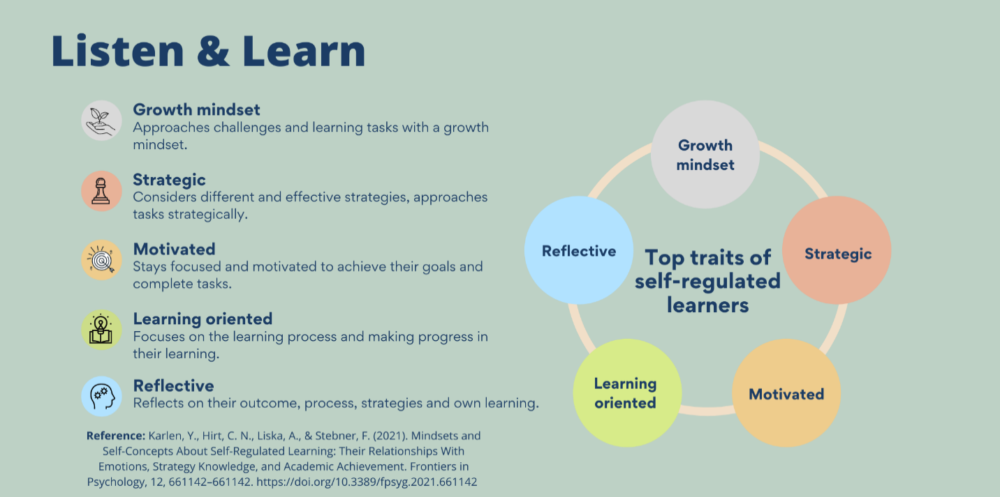 Listen & Learn
Growth mindset
Approaches challenges and learning tasks with a growth
mindset.
Strategic
Considers different and effective strategies, approaches
tasks strategically.
Motivated
Stays focused and motivated to achieve their goals and
complete tasks.
Learning oriented
Focuses on the learning process and making progress in
their learning.
Reflective
Reflects on their outcome, process, strategies and own learning.
Reference: Karlen, Y., Hirt, C. N., Liska, A., & Stebner, F. (2021). Mindsets and
Self-Concepts About Self-Regulated Learning: Their Relationships With
Emotions, Strategy Knowledge, and Academic Achievement. Frontiers in
Psychology, 12, 661142–661142. https://doi.org/10.3389/fpsyg.2021.661142
Growth
mindset
Reflective
Top traits of
self-regulated
learners
Strategic
Learning
oriented
Motivated